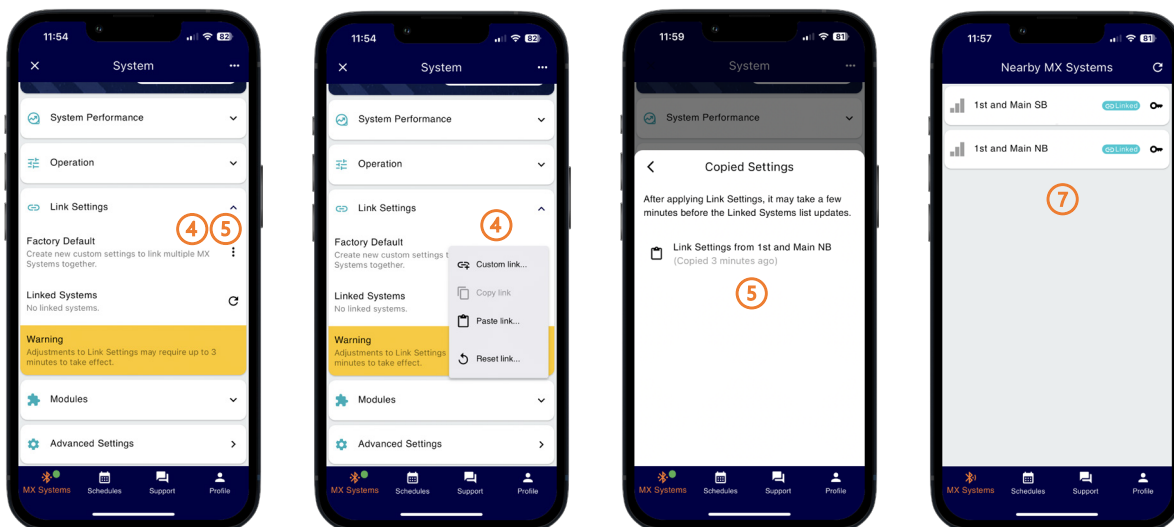 11:54
82
System
System Performance
Operation
Link Settings
4 5
Factory Default
Create new custom settings to link multiple MX
Systems together.
Linked Systems
No linked systems.
Warning
Adjustments to Link Settings may require up to 3
minutes to take effect.
Modules
Advanced Settings
MX Systems Schedules Support Profile
11:54
82
System
System Performance
Operation
Link Settings
4
Factory Default
Create new custom settings t
Systems together.
Custom link...
Copy link
Paste link...
Reset link...
Linked Systems
No linked systems.
Warning
Adjustments to Link Settings
minutes to take effect.
Modules
Advanced Settings
MX Systems Schedules Support Profile
11:59
81
System
System Performance
Copied Settings
After applying Link Settings, it may take a few
minutes before the Linked Systems list updates.
Link Settings from 1st and Main NB
(Copied 3 minutes ago)
5
MX Systems Schedules Support Profile
11:57
81
Nearby MX Systems
1st and Main SB Linked
1st and Main NB Linked
7
MX Systems Schedules Support Profile